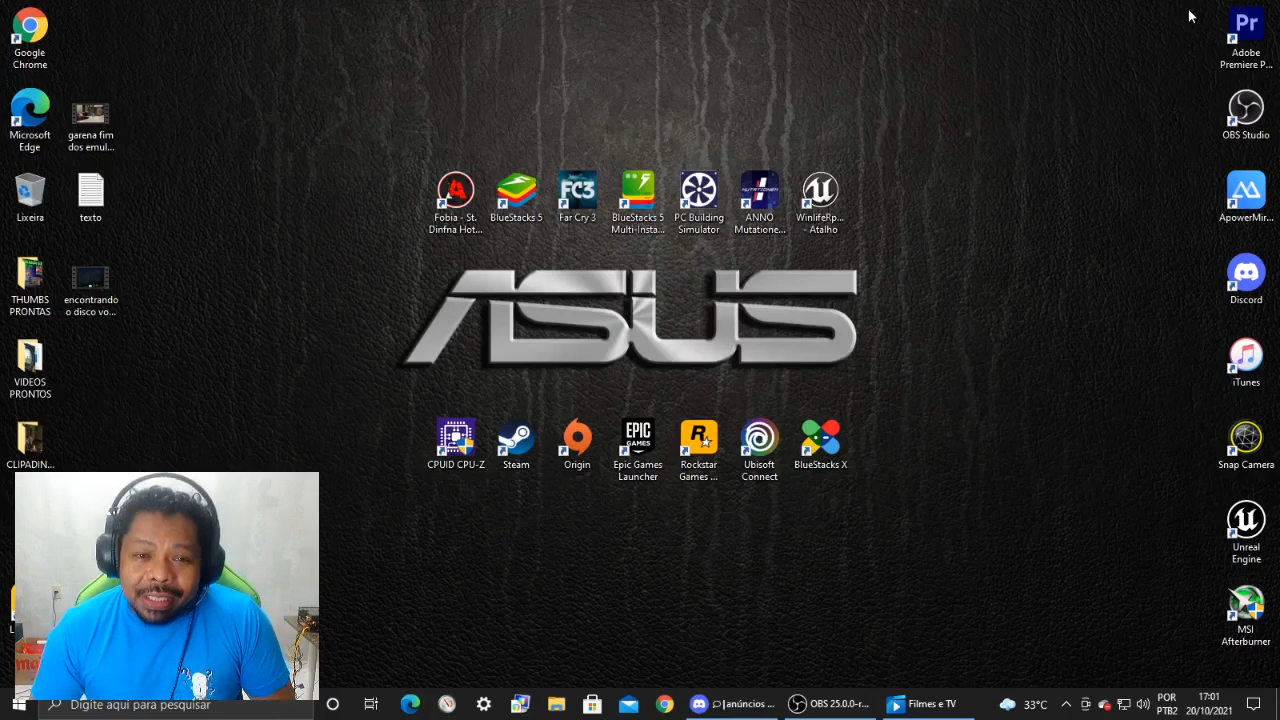 Google
Chrome
Microsoft
Edge
garena fim
dos emul...
Lixeira
texto
THUMBS
PRONTAS
encontrando
o disco vo...
VIDEOS
PRONTOS
CLIPADIN...
Fobia - St.
Dinfna Hot...
BlueStacks 5
FC3
Far Cry 3
BlueStacks 5
Multi-Insta...
PC Building
Simulator
ANNO
Mutatione...
WinlifeRp...
- Atalho
ASUS
CPUID CPU-Z
Steam
Origin
EPIC
GAMES
Epic Games
Launcher
R
Rockstar
Games ...
Ubisoft
Connect
BlueStacks X
Pr
Adobe
Premiere P...
OBS Studio
ApowerMir...
Discord
iTunes
Snap Camera
Unreal
Engine
MSI
Afterburner
Digite aqui para pesquisar
anúncios ...
OBS 25.0.0-r...
Filmes e TV
33°C
POR
PTB2
17:01
20/10/2021